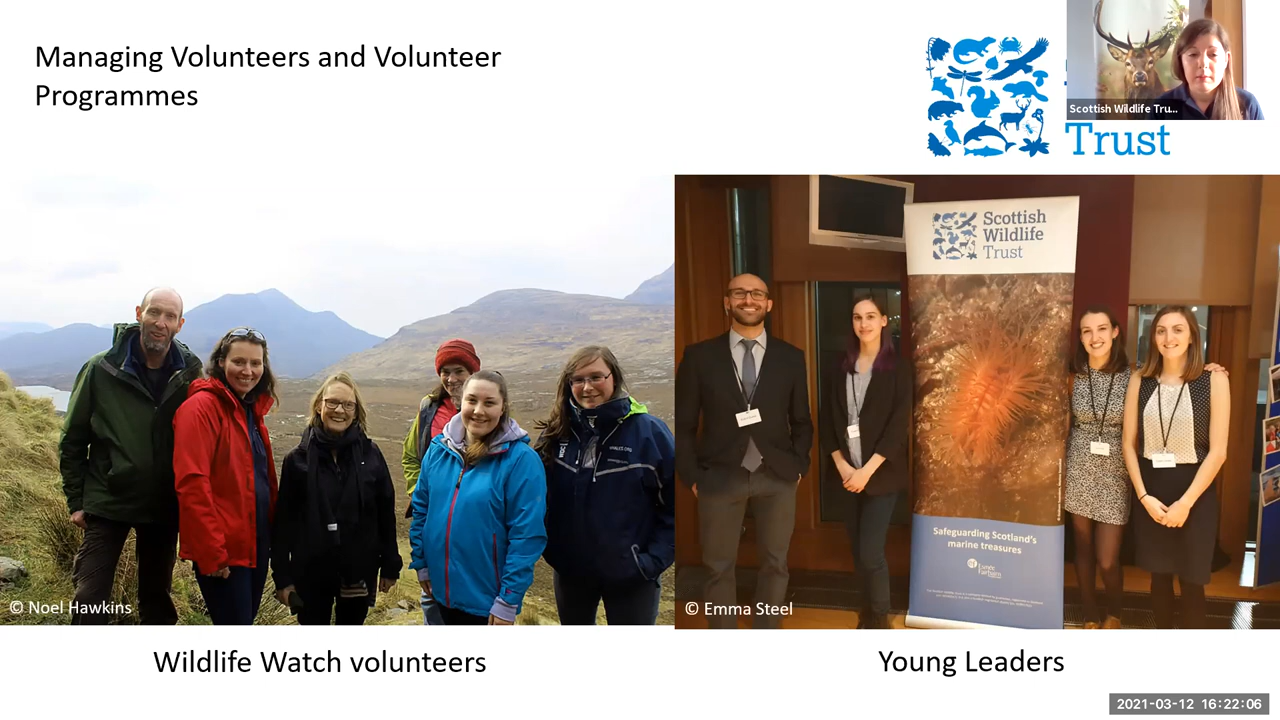 Managing Volunteers and Volunteer
Programmes
Scottish Wildlife Tru...
Trust
Scottish
Wildlife
Trust
Safeguarding Scotland's
marine treasures
© Noel Hawkins
© Emma Steel
Wildlife Watch volunteers
Young Leaders
2021-03-12 16:22:06